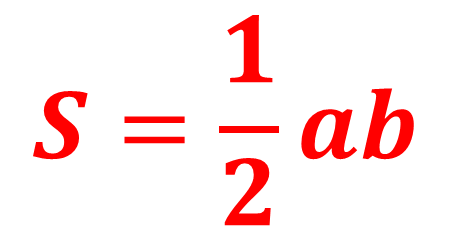 S = 1/2 ab